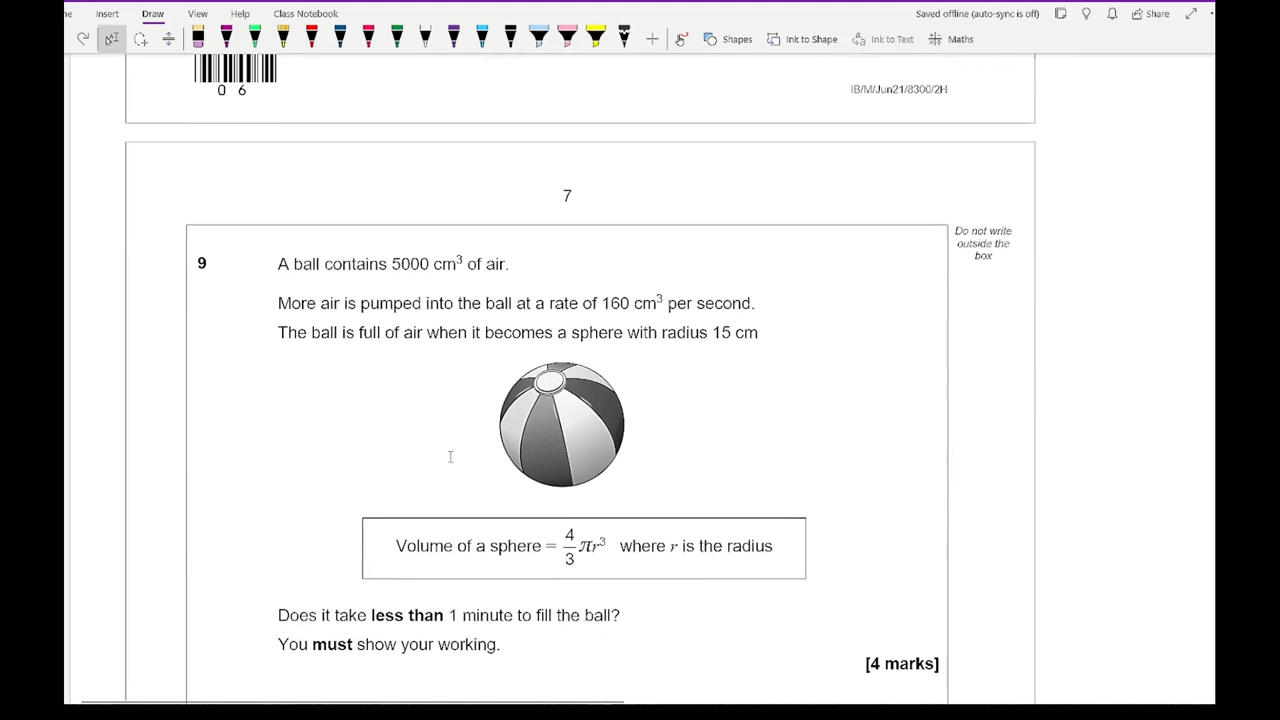 Insert Draw View Help Class Notebook Saved offline (auto-sync is off) Share
Shapes Ink to Shape Ink to Text Maths
0 6
IB/M/Jun21/8300/2H
7
Do not write
outside the
box
9 A ball contains 5000 cm³ of air.
More air is pumped into the ball at a rate of 160 cm³ per second.
The ball is full of air when it becomes a sphere with radius 15 cm
Volume of a sphere = 4/3 πr³ where r is the radius
Does it take less than 1 minute to fill the ball?
You must show your working.
[4 marks]